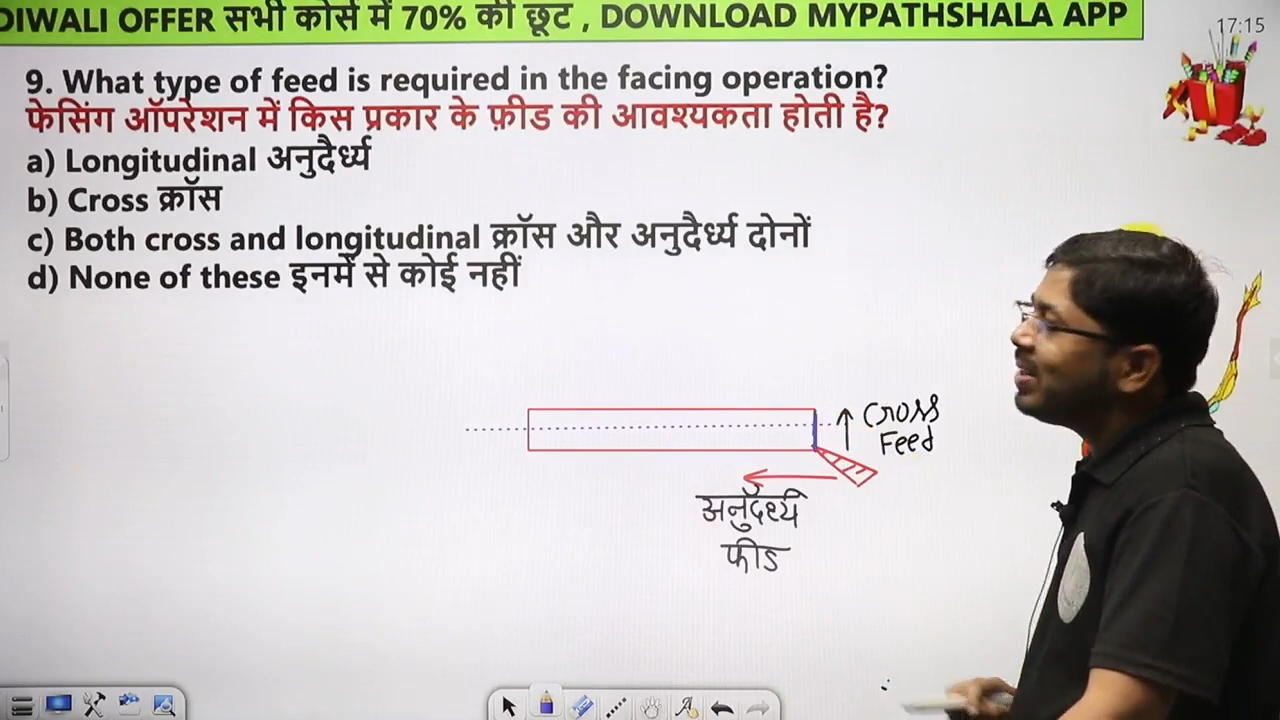 DIWALI OFFER सभी कोर्स में 70% की छूट , DOWNLOAD MYPATHSHALA APP
17:15
9. What type of feed is required in the facing operation?
फेसिंग ऑपरेशन में किस प्रकार के फ़ीड की आवश्यकता होती है?
a) Longitudinal अनुदैर्ध्य
b) Cross क्रॉस
c) Both cross and longitudinal क्रॉस और अनुदैर्ध्य दोनों
d) None of these इनमें से कोई नहीं
Cross
Feed
अनुदैर्ध्य
फीड